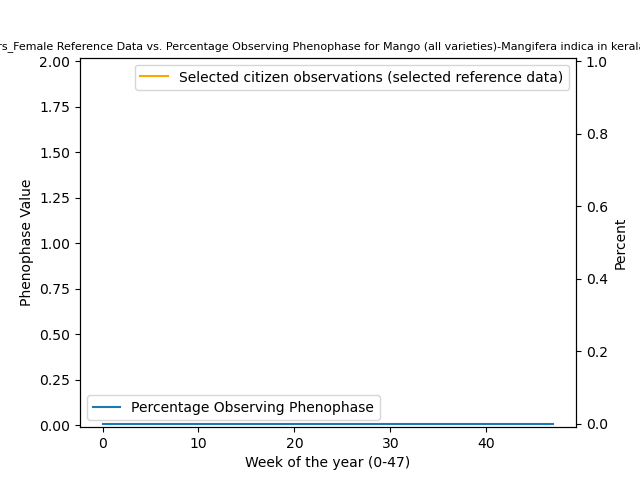 rs_Female Reference Data vs. Percentage Observing Phenophase for Mango (all varieties)-Mangifera indica in kerala
2.00
1.75
1.50
1.25
1.00
0.75
0.50
0.25
0.00
Phenophase Value
Selected citizen observations (selected reference data)
Percentage Observing Phenophase
1.0
0.8
0.6
0.4
0.2
0.0
Percent
0 10 20 30 40
Week of the year (0-47)